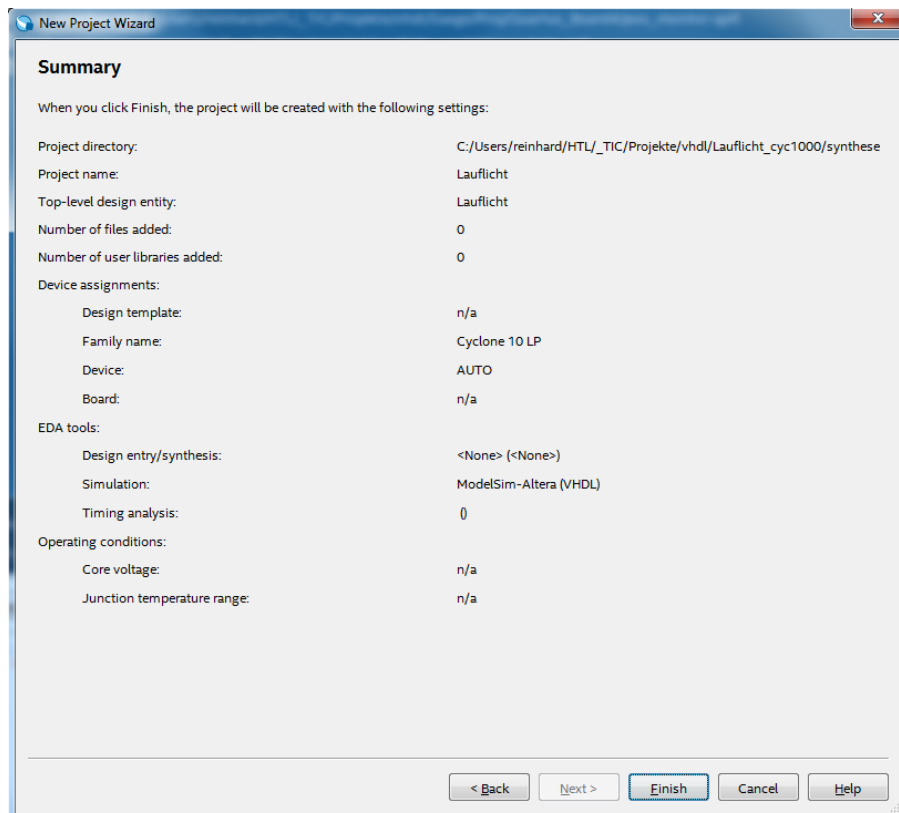 New Project Wizard
Summary
When you click Finish, the project will be created with the following settings:
Project directory: C:/Users/reinhard/HTL/_TIC/Projekte/vhdl/Lauflicht_cyc1000/synthese
Project name: Lauflicht
Top-level design entity: Lauflicht
Number of files added: 0
Number of user libraries added: 0
Device assignments:
Design template: n/a
Family name: Cyclone 10 LP
Device: AUTO
Board: n/a
EDA tools:
Design entry/synthesis: <None> (<None>)
Simulation: ModelSim-Altera (VHDL)
Timing analysis: ()
Operating conditions:
Core voltage: n/a
Junction temperature range: n/a
< Back Next > Finish Cancel Help